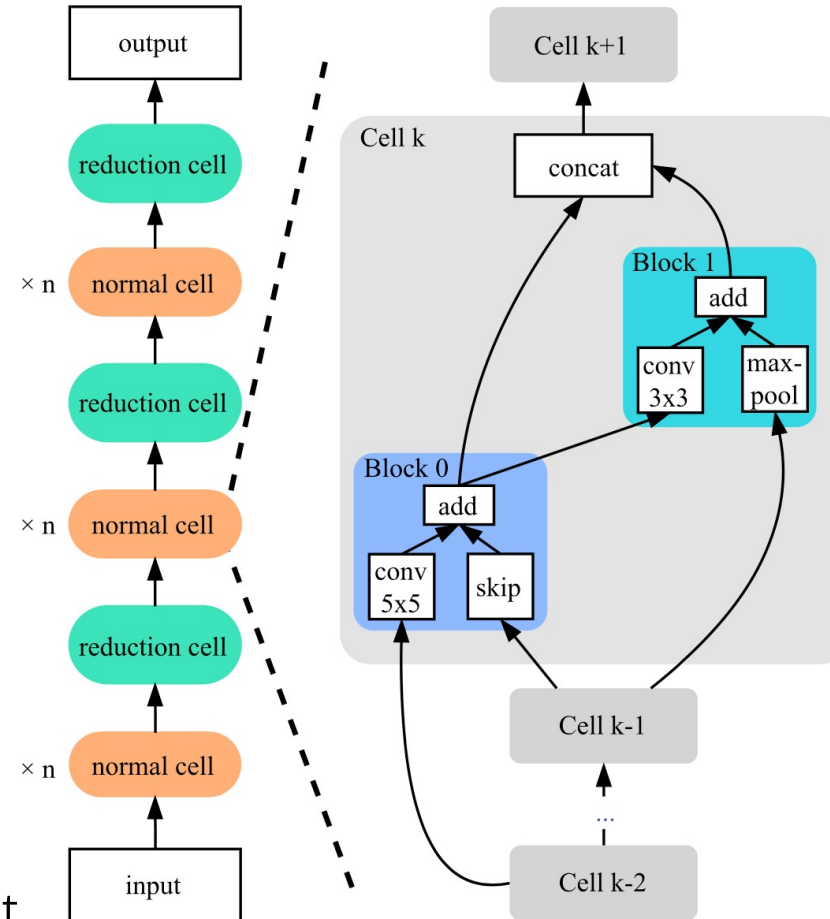 output
reduction cell
× n
normal cell
reduction cell
× n
normal cell
reduction cell
× n
normal cell
input
t
Cell k+1
Cell k
concat
Block 1
add
conv
3x3
max-
pool
Block 0
add
conv
5x5
skip
Cell k-1
...
Cell k-2